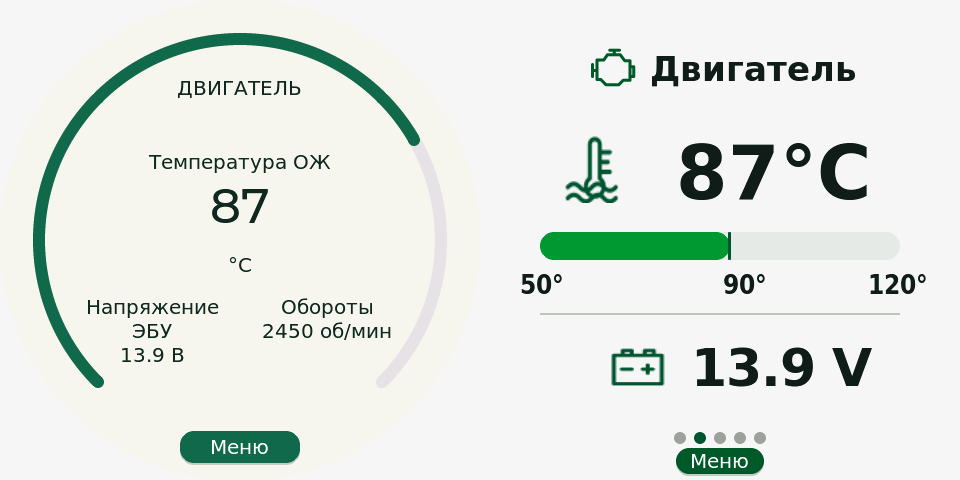 ДВИГАТЕЛЬ
Температура ОЖ
87
°C
Напряжение
ЭБУ
13.9 В
Обороты
2450 об/мин
Меню
Двигатель
87°C
50°
90°
120°
13.9 V
Меню